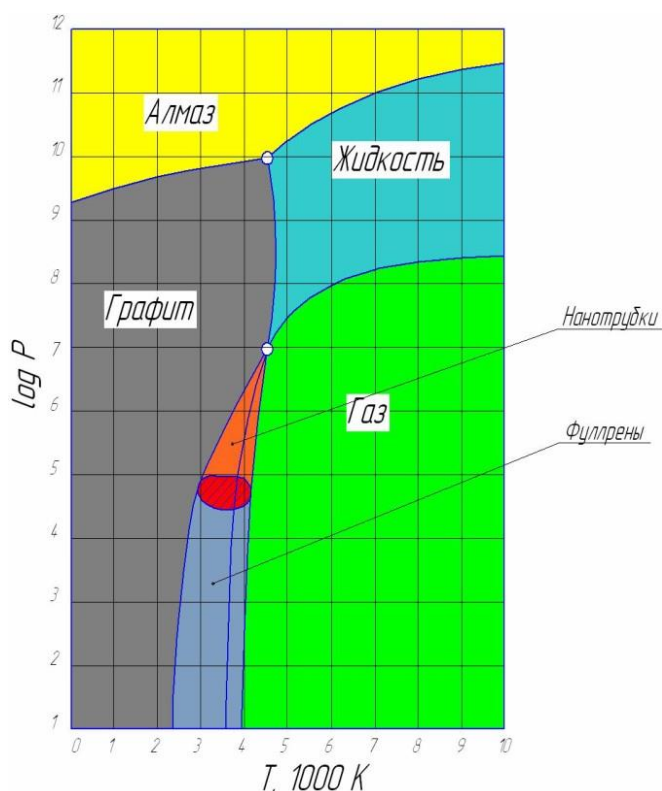 12
11
Алмаз
10
Жидкость
9
8
Графит
Нанотрубки
7
log P
6
Газ
Фуллрены
5
4
3
2
1
0 1 2 3 4 5 6 7 8 9 10
T, 1000 K